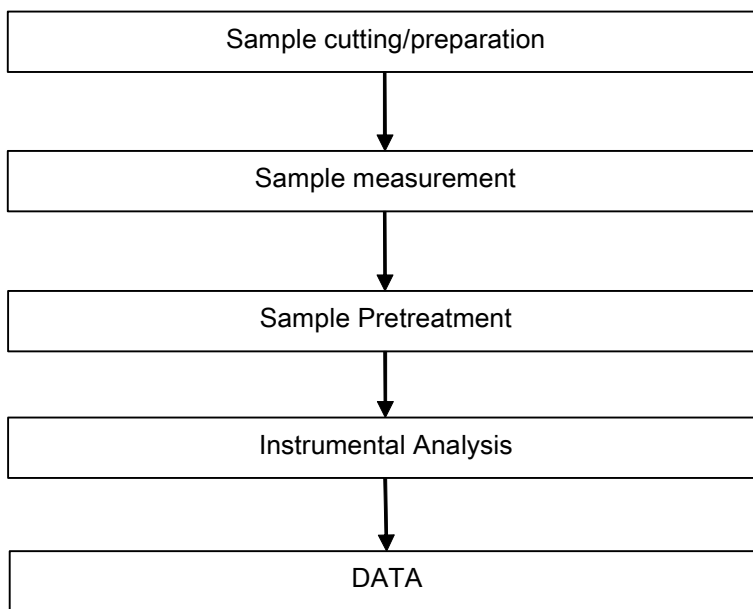 Sample cutting/preparation
Sample measurement
Sample Pretreatment
Instrumental Analysis
DATA